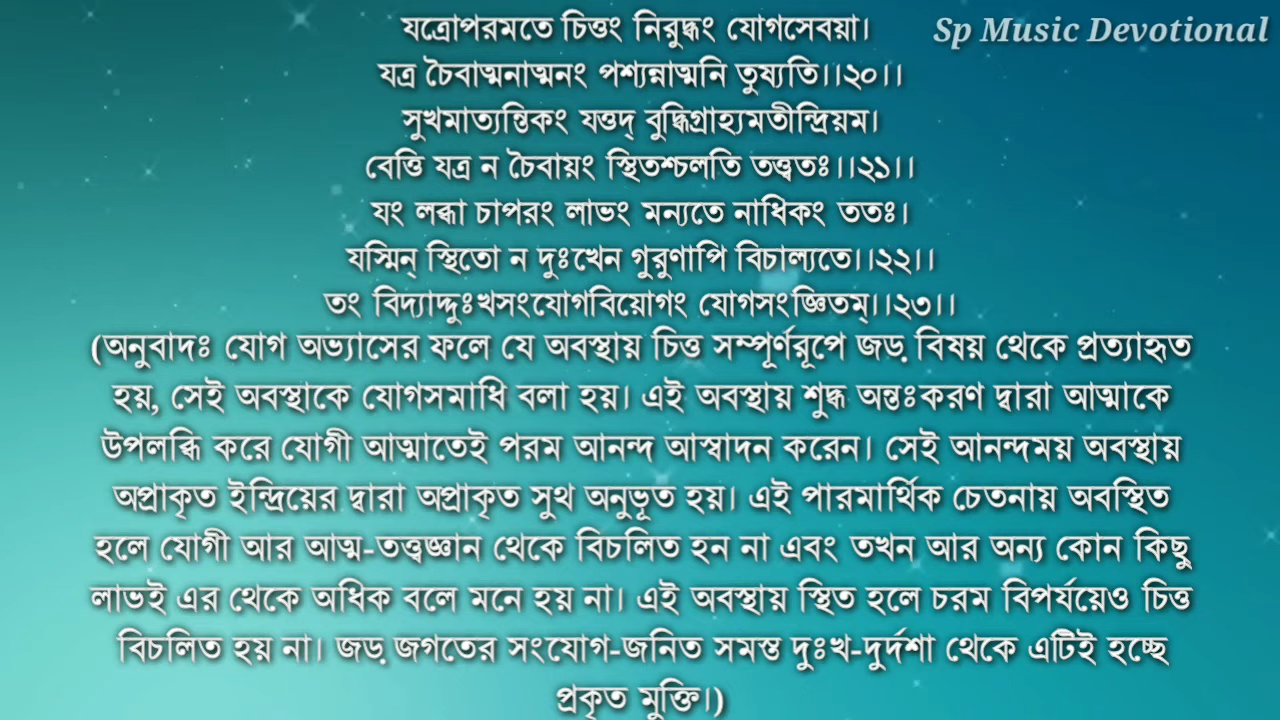 যত্রোপরমতে চিত্তং নিরুদ্ধং যোগসেবয়া।
Sp Music Devotional
যত্র চৈবাত্মনাত্মনং পশ্যন্নাত্মনি তুষ্যতি।।২০।।
সুখমাত্যন্তিকং যত্তদ্ বুদ্ধিগ্রাহ্যমতীন্দ্রিয়ম।
বেত্তি যত্র ন চৈবায়ং স্থিতশ্চলতি তত্ত্বতঃ।।২১।।
যং লব্ধা চাপরং লাভং মন্যতে নাধিকং ততঃ।
যস্মিন্ স্থিতো ন দুঃখেন গুরুণাপি বিচাল্যতে।।২২।।
তং বিদ্যাদ্দুঃখসংযোগবিয়োগং যোগসংজ্ঞিতম্।।২৩।।
(অনুবাদঃ যোগ অভ্যাসের ফলে যে অবস্থায় চিত্ত সম্পূর্ণরূপে জড় বিষয় থেকে প্রত্যাহৃত
হয়, সেই অবস্থাকে যোগসমাধি বলা হয়। এই অবস্থায় শুদ্ধ অন্তঃকরণ দ্বারা আত্মাকে
উপলব্ধি করে যোগী আত্মাতেই পরম আনন্দ আস্বাদন করেন। সেই আনন্দময় অবস্থায়
অপ্রাকৃত ইন্দ্রিয়ের দ্বারা অপ্রাকৃত সুথ অনুভূত হয়। এই পারমার্থিক চেতনায় অবস্থিত
হলে যোগী আর আত্ম-তত্ত্বজ্ঞান থেকে বিচলিত হন না এবং তখন আর অন্য কোন কিছু
লাভই এর থেকে অধিক বলে মনে হয় না। এই অবস্থায় স্থিত হলে চরম বিপর্যয়েও চিত্ত
বিচলিত হয় না। জড় জগতের সংযোগ-জনিত সমস্ত দুঃখ-দুর্দশা থেকে এটিই হচ্ছে
প্রকৃত মুক্তি।)